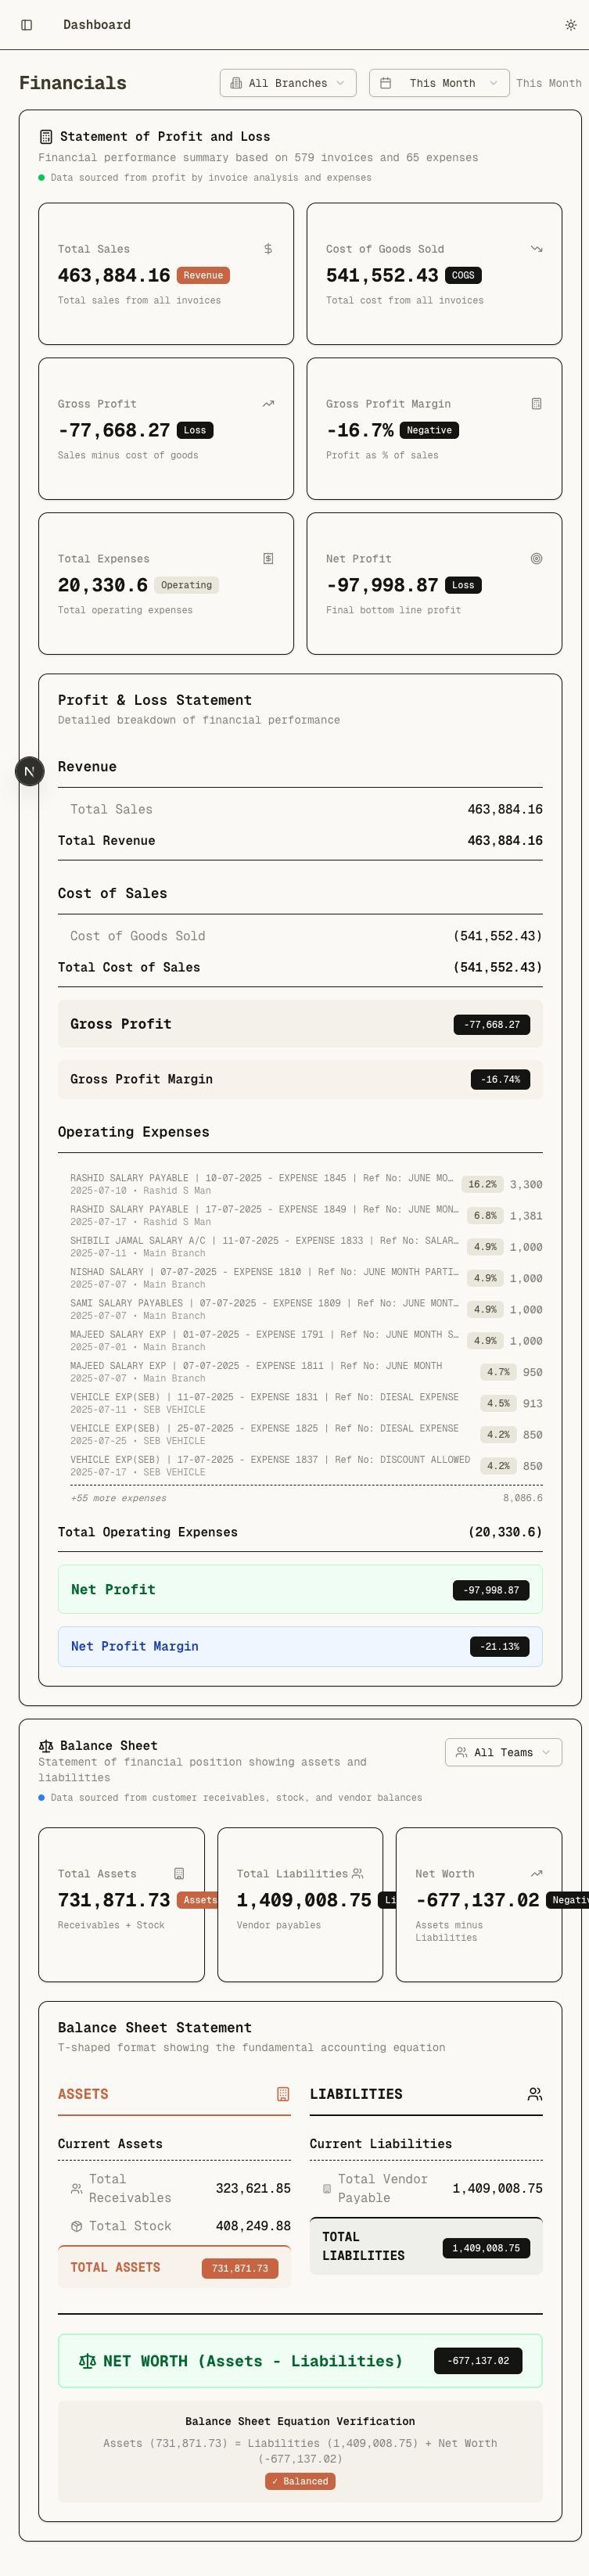 Dashboard
Financials
All Branches
This Month
This Month
Statement of Profit and Loss
Financial performance summary based on 579 invoices and 65 expenses
Data sourced from profit by invoice analysis and expenses
Total Sales
463,884.16 Revenue
Total sales from all invoices
Cost of Goods Sold
541,552.43 COGS
Total cost from all invoices
Gross Profit
-77,668.27 Loss
Sales minus cost of goods
Gross Profit Margin
-16.7% Negative
Profit as % of sales
Total Expenses
20,330.6 Operating
Total operating expenses
Net Profit
-97,998.87 Loss
Final bottom line profit
Profit & Loss Statement
Detailed breakdown of financial performance
N
Revenue
Total Sales 463,884.16
Total Revenue 463,884.16
Cost of Sales
Cost of Goods Sold (541,552.43)
Total Cost of Sales (541,552.43)
Gross Profit -77,668.27
Gross Profit Margin -16.74%
Operating Expenses
RASHID SALARY PAYABLE | 10-07-2025 - EXPENSE 1845 | Ref No: JUNE MO… 16.2% 3,300
2025-07-10 • Rashid S Man
RASHID SALARY PAYABLE | 17-07-2025 - EXPENSE 1849 | Ref No: JUNE MON… 6.8% 1,381
2025-07-17 • Rashid S Man
SHIBILI JAMAL SALARY A/C | 11-07-2025 - EXPENSE 1833 | Ref No: SALAR… 4.9% 1,000
2025-07-11 • Main Branch
NISHAD SALARY | 07-07-2025 - EXPENSE 1810 | Ref No: JUNE MONTH PARTI… 4.9% 1,000
2025-07-07 • Main Branch
SAMI SALARY PAYABLES | 07-07-2025 - EXPENSE 1809 | Ref No: JUNE MONT… 4.9% 1,000
2025-07-07 • Main Branch
MAJEED SALARY EXP | 01-07-2025 - EXPENSE 1791 | Ref No: JUNE MONTH S… 4.9% 1,000
2025-07-01 • Main Branch
MAJEED SALARY EXP | 07-07-2025 - EXPENSE 1811 | Ref No: JUNE MONTH 4.7% 950
2025-07-07 • Main Branch
VEHICLE EXP(SEB) | 11-07-2025 - EXPENSE 1831 | Ref No: DIESAL EXPENSE 4.5% 913
2025-07-11 • SEB VEHICLE
VEHICLE EXP(SEB) | 25-07-2025 - EXPENSE 1825 | Ref No: DIESAL EXPENSE 4.2% 850
2025-07-25 • SEB VEHICLE
VEHICLE EXP(SEB) | 17-07-2025 - EXPENSE 1837 | Ref No: DISCOUNT ALLOWED 4.2% 850
2025-07-17 • SEB VEHICLE
+55 more expenses 8,086.6
Total Operating Expenses (20,330.6)
Net Profit -97,998.87
Net Profit Margin -21.13%
Balance Sheet
Statement of financial position showing assets and
liabilities
All Teams
Data sourced from customer receivables, stock, and vendor balances
Total Assets
731,871.73 Assets
Receivables + Stock
Total Liabilities
1,409,008.75 Li
Vendor payables
Net Worth
-677,137.02 Negativ
Assets minus
Liabilities
Balance Sheet Statement
T-shaped format showing the fundamental accounting equation
ASSETS
Current Assets
Total
Receivables 323,621.85
Total Stock 408,249.88
TOTAL ASSETS 731,871.73
LIABILITIES
Current Liabilities
Total Vendor
Payable 1,409,008.75
TOTAL
LIABILITIES 1,409,008.75
NET WORTH (Assets - Liabilities) -677,137.02
Balance Sheet Equation Verification
Assets (731,871.73) = Liabilities (1,409,008.75) + Net Worth
(-677,137.02)
✓ Balanced